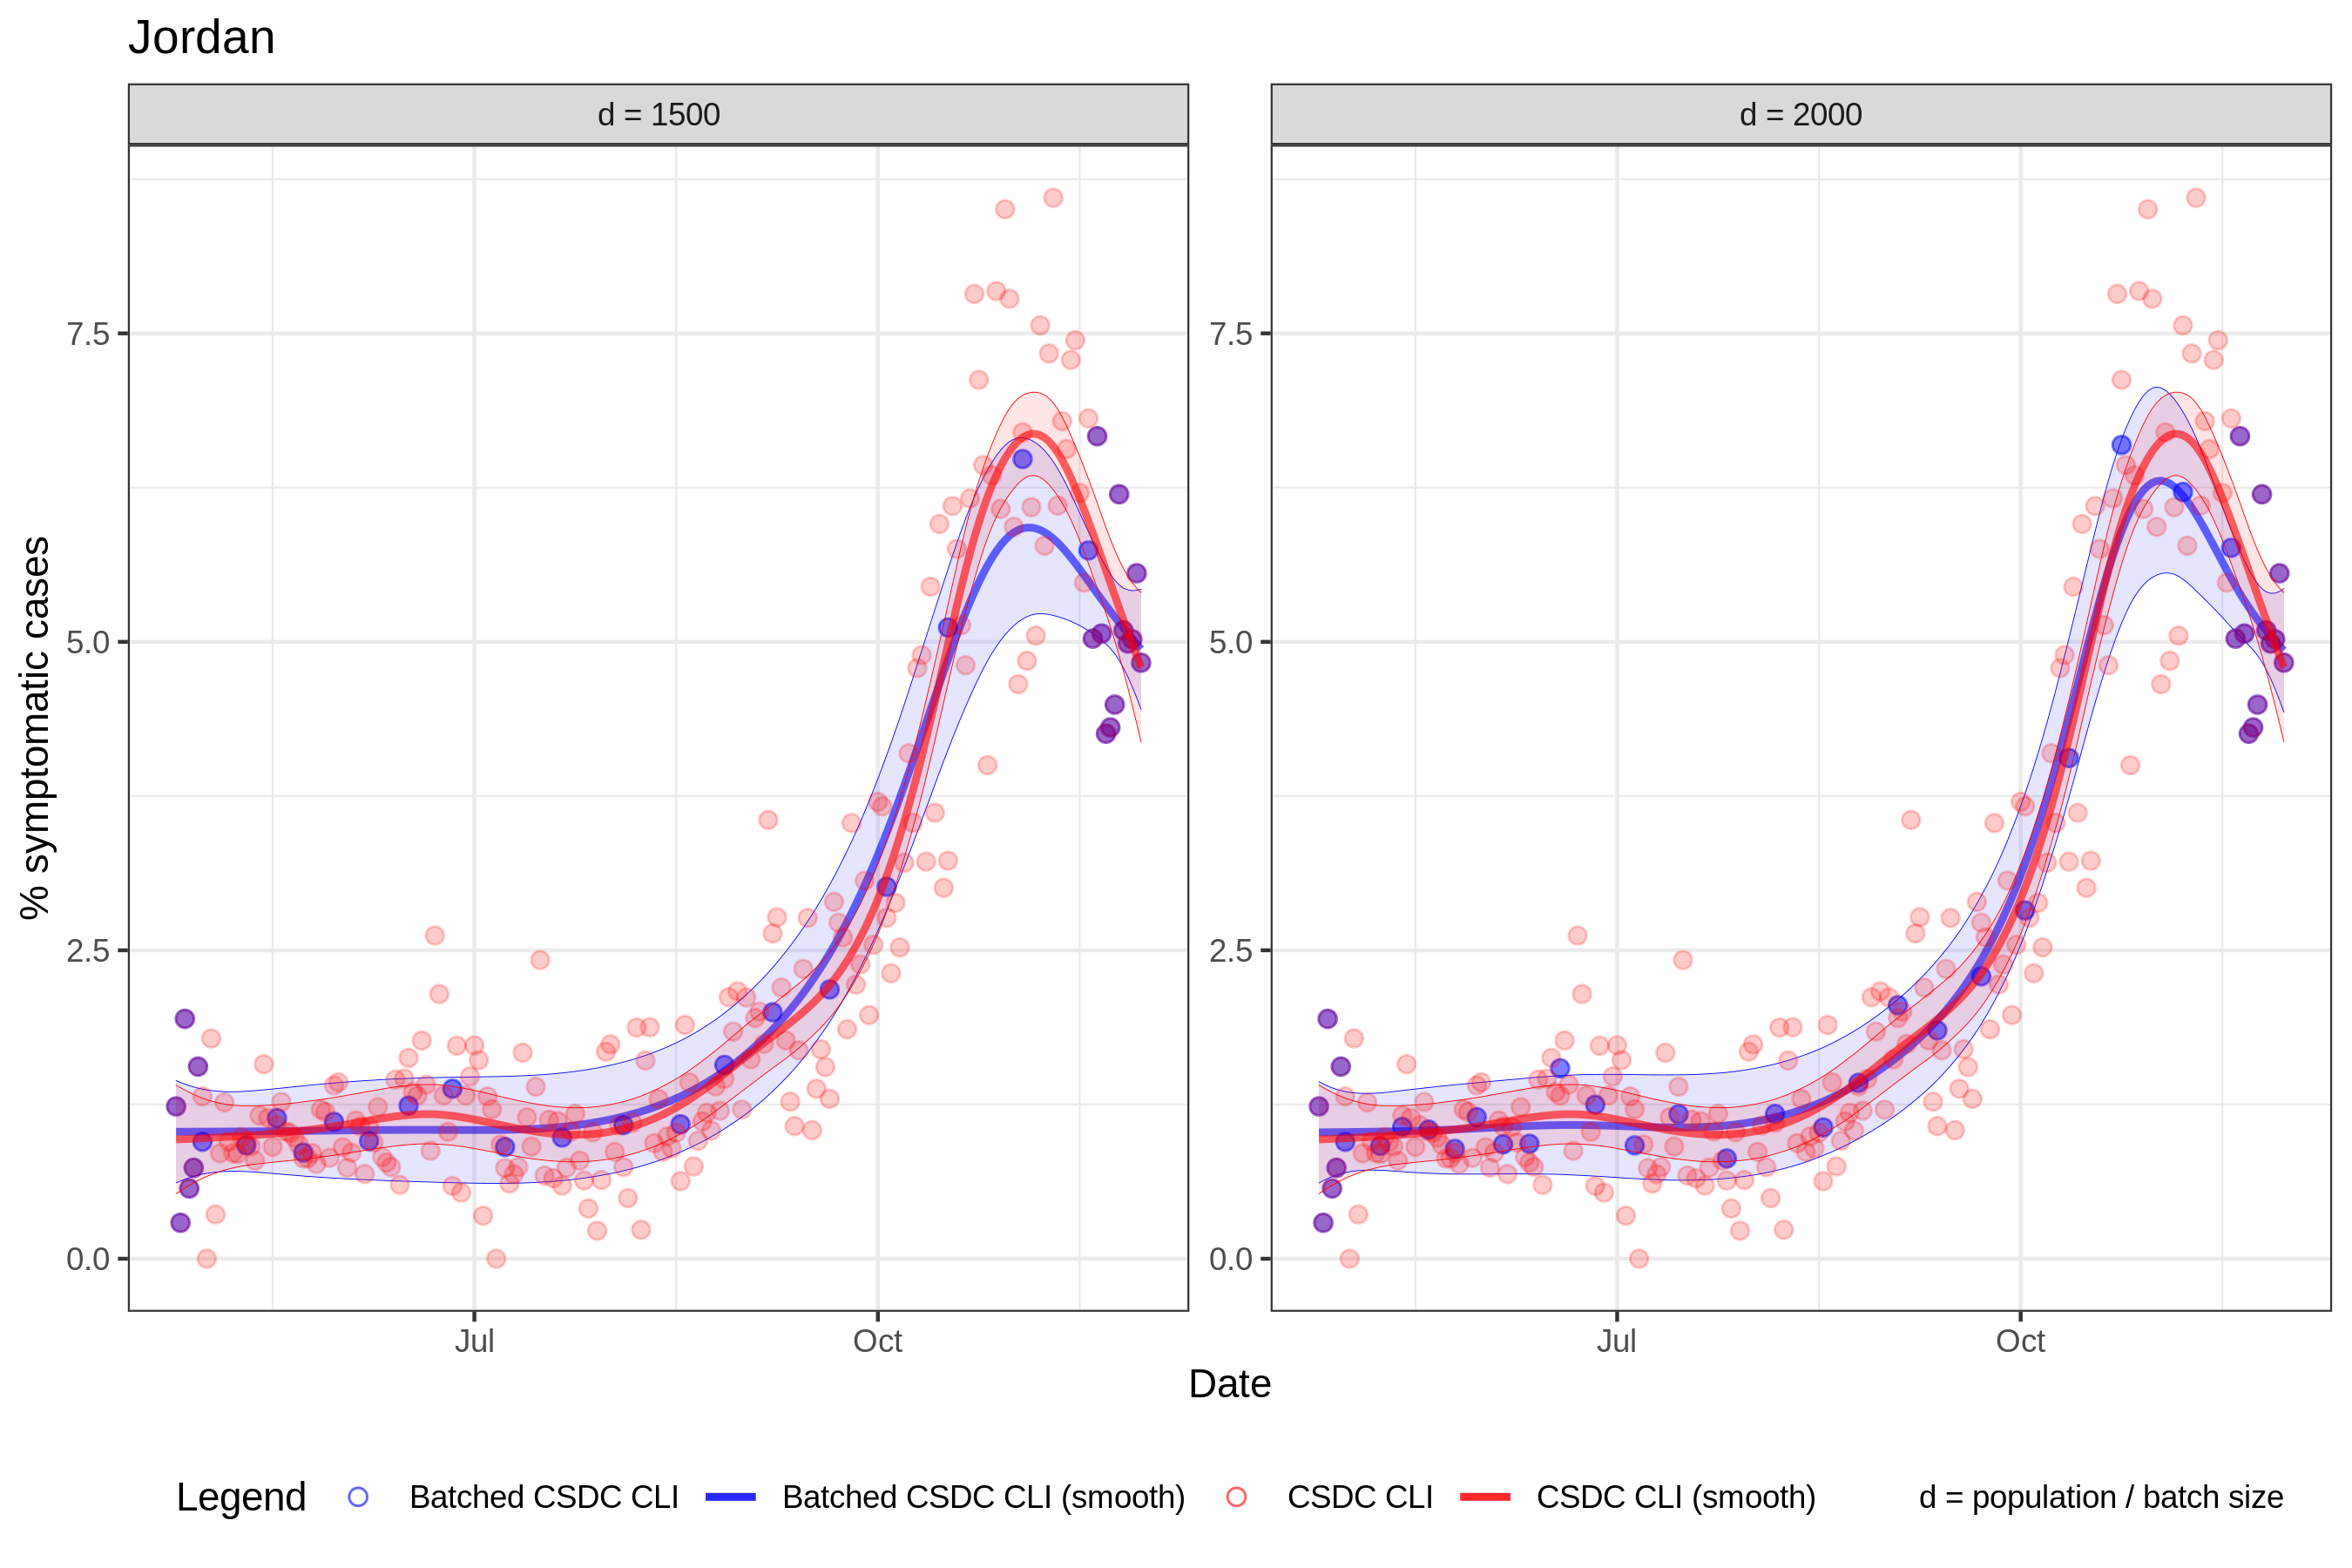 Jordan
d = 1500
d = 2000
% symptomatic cases
7.5
5.0
2.5
0.0
7.5
5.0
2.5
0.0
Jul
Oct
Jul
Oct
Date
Legend
Batched CSDC CLI
Batched CSDC CLI (smooth)
CSDC CLI
CSDC CLI (smooth)
d = population / batch size